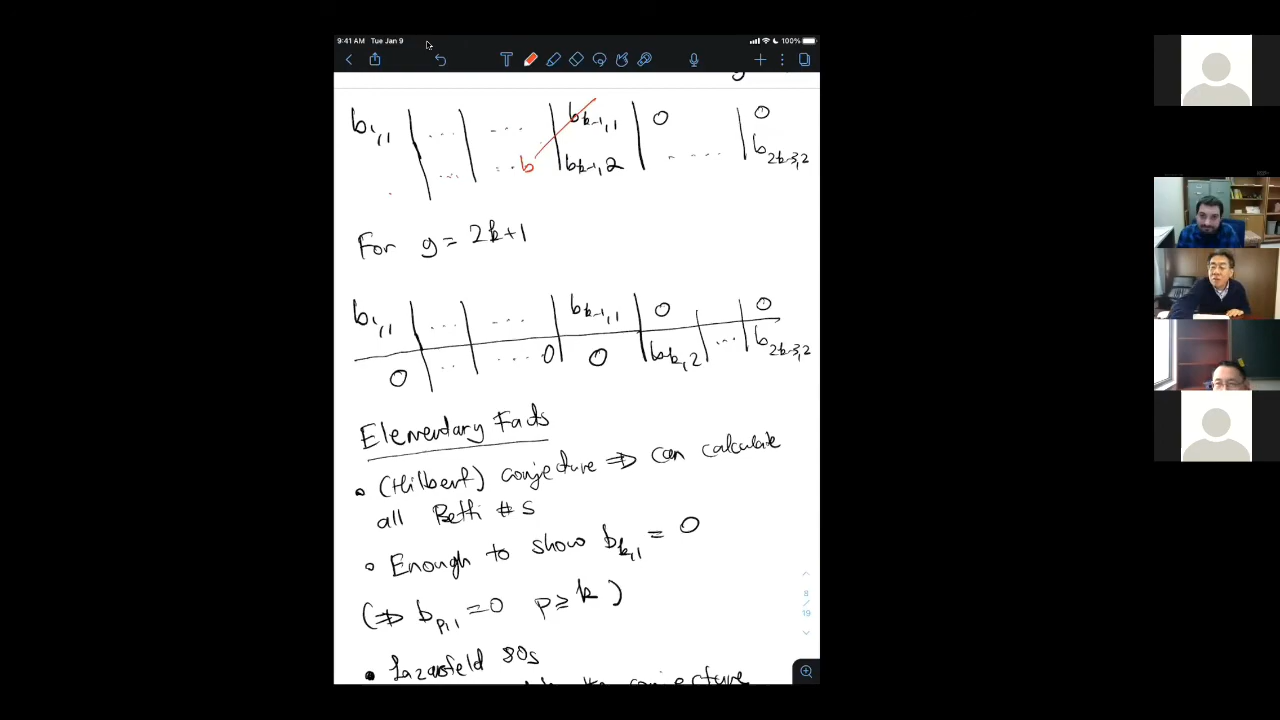 9:41 AM Tue Jan 9
100%
b1,1 | ... | ... | bk-1,1 | 0 | 0
... | ... b | bk-1,2 | ..... | b2k-3,2
For g = 2k+1
b1,1 | ... | ... | bk-1,1 | 0 | | 0
0 | ... | ... 0 | 0 | bk,2 | ... | b2k-3,2
Elementary Facts
• (Hilbert) conjecture ⇒ can calculate
all Betti #s
• Enough to show bk,1 = 0
(⇒ bp,1 = 0 p ≥ k)
• Lazarsfeld 80s
conjecture
8
/
19